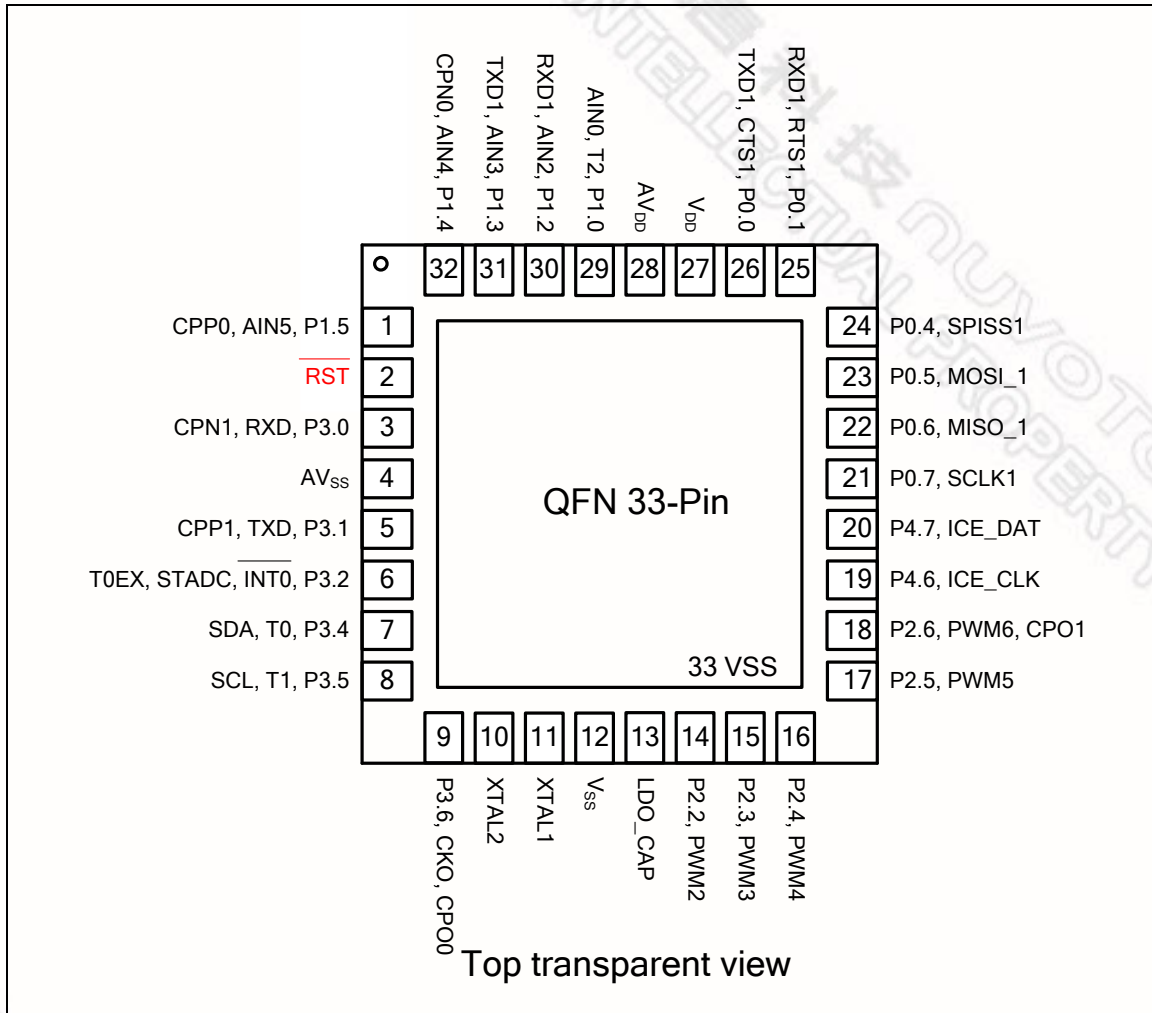 CPN0, AIN4, P1.4
TXD1, AIN3, P1.3
RXD1, AIN2, P1.2
AIN0, T2, P1.0
AVDD
VDD
TXD1, CTS1, P0.0
RXD1, RTS1, P0.1
32 31 30 29 28 27 26 25
CPP0, AIN5, P1.5 1
RST 2
CPN1, RXD, P3.0 3
AVSS 4
CPP1, TXD, P3.1 5
T0EX, STADC, INT0, P3.2 6
SDA, T0, P3.4 7
SCL, T1, P3.5 8
24 P0.4, SPISS1
23 P0.5, MOSI_1
22 P0.6, MISO_1
21 P0.7, SCLK1
20 P4.7, ICE_DAT
19 P4.6, ICE_CLK
18 P2.6, PWM6, CPO1
17 P2.5, PWM5
QFN 33-Pin
33 VSS
9 10 11 12 13 14 15 16
P3.6, CKO, CPO0
XTAL2
XTAL1
VSS
LDO_CAP
P2.2, PWM2
P2.3, PWM3
P2.4, PWM4
Top transparent view
科技 nuvoTo
INTELLECTUAL PROPERTY